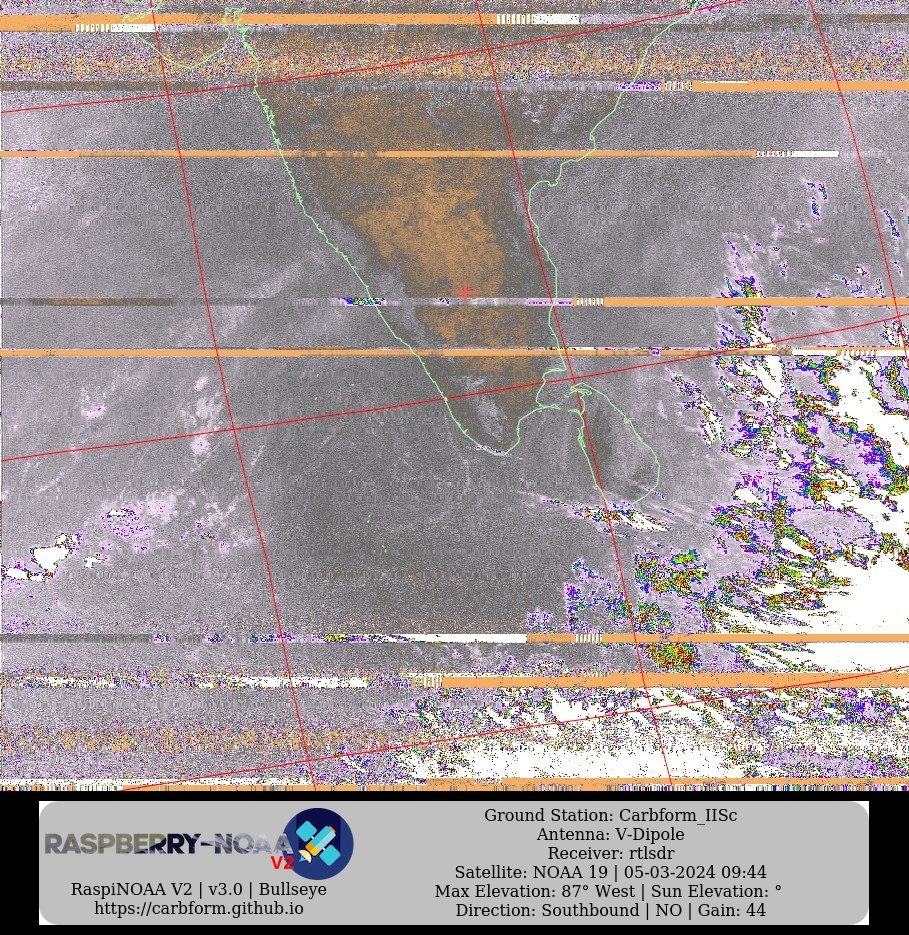 RASPBERRY-NOAA
V2
RaspiNOAA V2 | v3.0 | Bullseye
https://carbform.github.io
Ground Station: Carbform_IISc
Antenna: V-Dipole
Receiver: rtlsdr
Satellite: NOAA 19 | 05-03-2024 09:44
Max Elevation: 87° West | Sun Elevation: °
Direction: Southbound | NO | Gain: 44